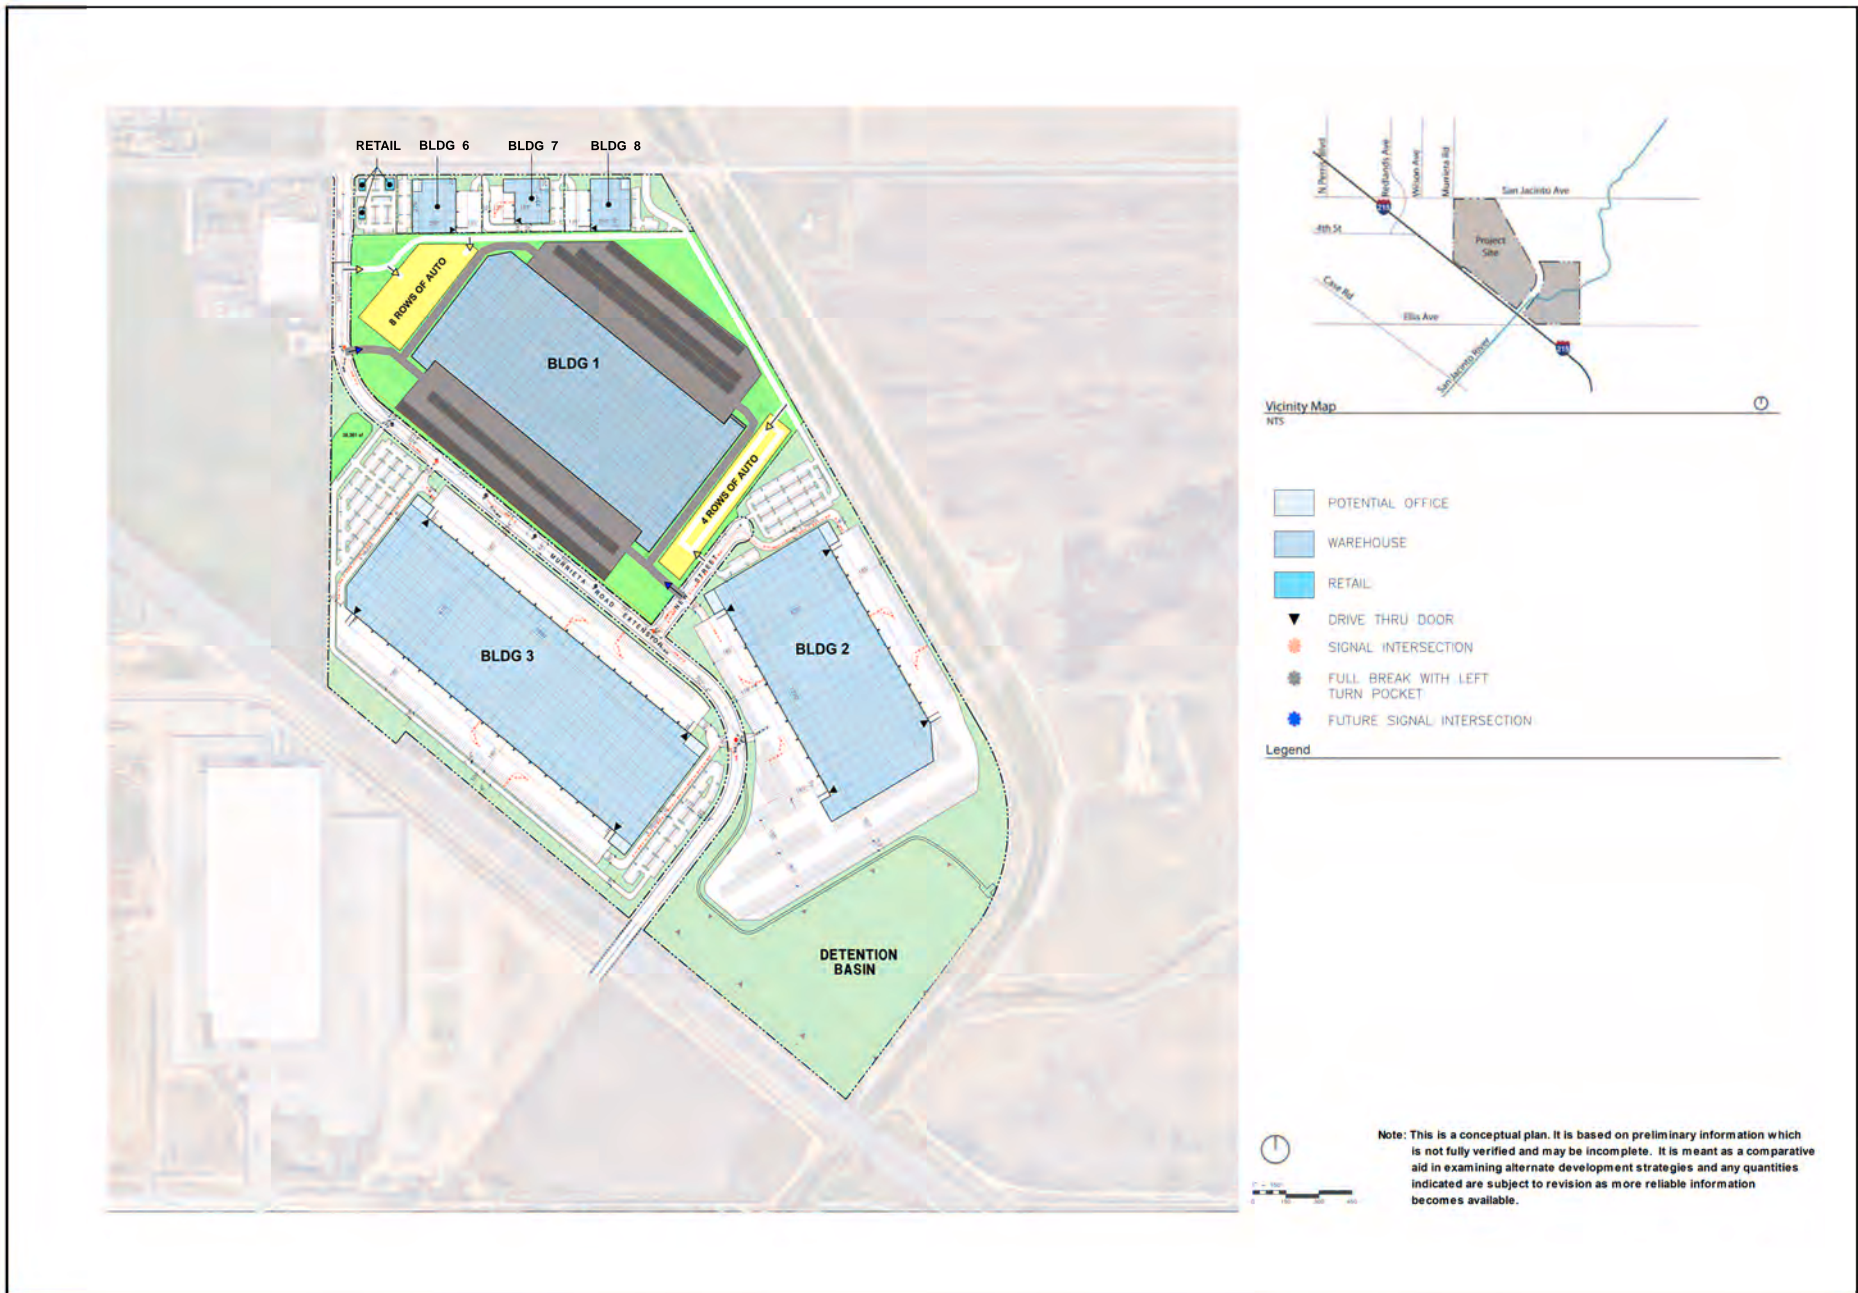 RETAIL
BLDG 6
BLDG 7
BLDG 8
8 ROWS OF AUTO
BLDG 1
4 ROWS OF AUTO
MURRIETA ROAD EXTENSION
STREET
BLDG 3
BLDG 2
DETENTION
BASIN
N Perris Blvd
Redlands Ave
Wilson Ave
Murrieta Rd
San Jacinto Ave
215
4th St
Project
Site
Case Rd
Ellis Ave
San Jacinto River
215
Vicinity Map
NTS
POTENTIAL OFFICE
WAREHOUSE
RETAIL
DRIVE THRU DOOR
SIGNAL INTERSECTION
FULL BREAK WITH LEFT
TURN POCKET
FUTURE SIGNAL INTERSECTION
Legend
Note: This is a conceptual plan. It is based on preliminary information which
is not fully verified and may be incomplete. It is meant as a comparative
aid in examining alternate development strategies and any quantities
indicated are subject to revision as more reliable information
becomes available.